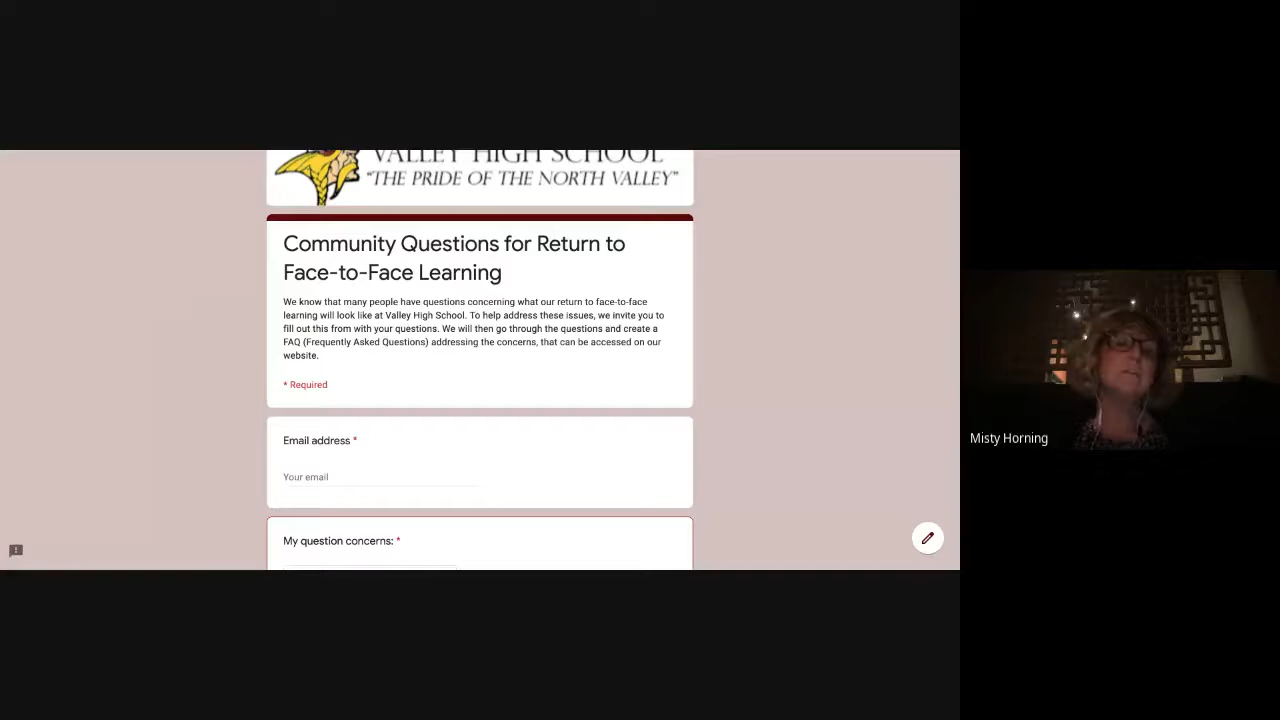 VALLEY HIGH SCHOOL
"THE PRIDE OF THE NORTH VALLEY"
Community Questions for Return to
Face-to-Face Learning
We know that many people have questions concerning what our return to face-to-face
learning will look like at Valley High School. To help address these issues, we invite you to
fill out this from with your questions. We will then go through the questions and create a
FAQ (Frequently Asked Questions) addressing the concerns, that can be accessed on our
website.
* Required
Email address *
Your email
My question concerns: *
Misty Horning